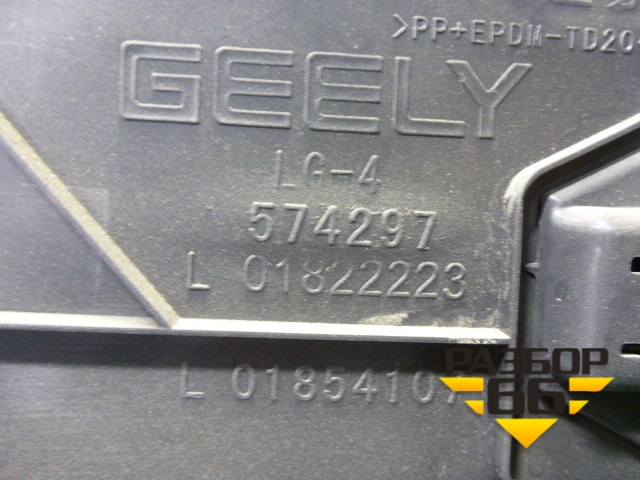 >PP+EPDM-TD20
GEELY
LG-4
574297
L 01822223
L 0185410
РАЗБОР
66